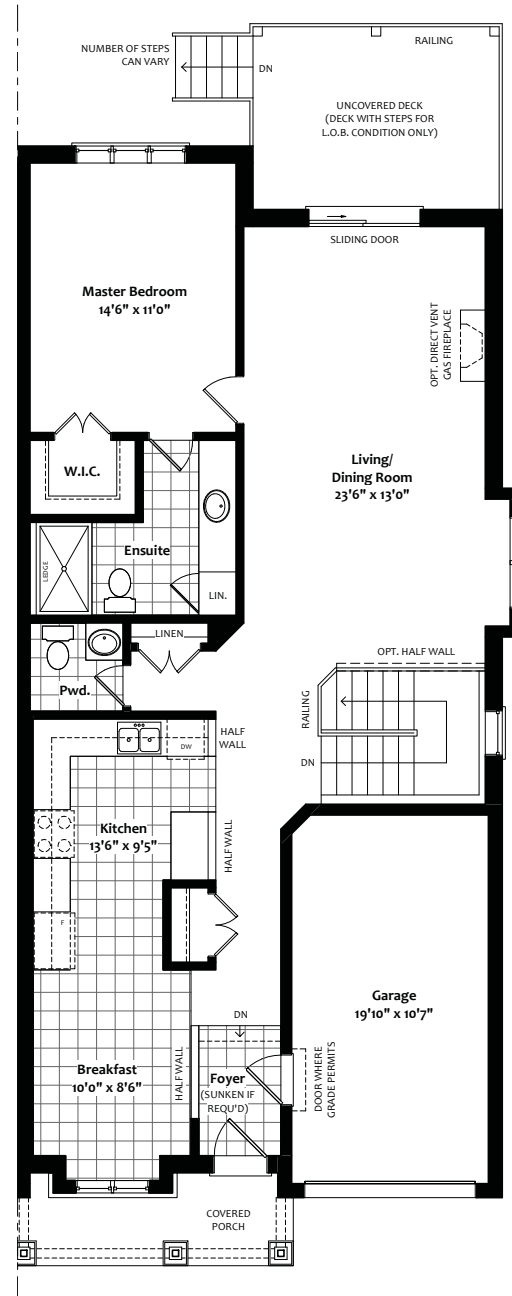 NUMBER OF STEPS
CAN VARY
DN
RAILING
UNCOVERED DECK
(DECK WITH STEPS FOR
L.O.B. CONDITION ONLY)
SLIDING DOOR
Master Bedroom
14'6" x 11'0"
OPT. DIRECT VENT
GAS FIREPLACE
W.I.C.
Living/
Dining Room
23'6" x 13'0"
Ensuite
LEDGE
LIN.
LINEN
Pwd.
OPT. HALF WALL
RAILING
DN
HALF
WALL
DW
Kitchen
13'6" x 9'5"
HALF WALL
F
Garage
19'10" x 10'7"
DN
Breakfast
10'0" x 8'6"
HALF WALL
Foyer
(SUNKEN IF
REQU'D)
DOOR WHERE
GRADE PERMITS
COVERED
PORCH